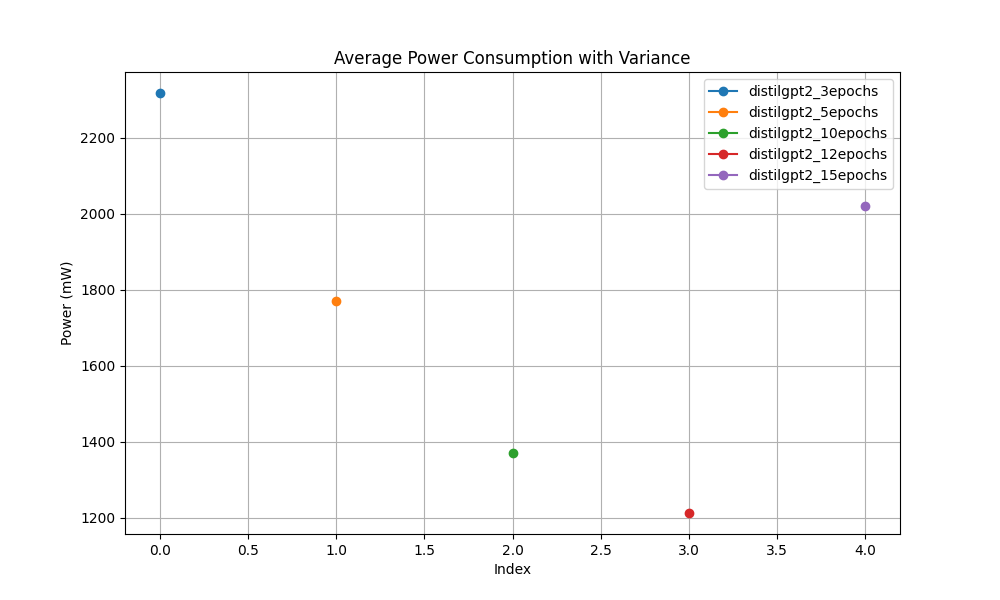 Average Power Consumption with Variance
distilgpt2_3epochs
distilgpt2_5epochs
distilgpt2_10epochs
distilgpt2_12epochs
distilgpt2_15epochs
Power (mW)
2200
2000
1800
1600
1400
1200
0.0 0.5 1.0 1.5 2.0 2.5 3.0 3.5 4.0
Index